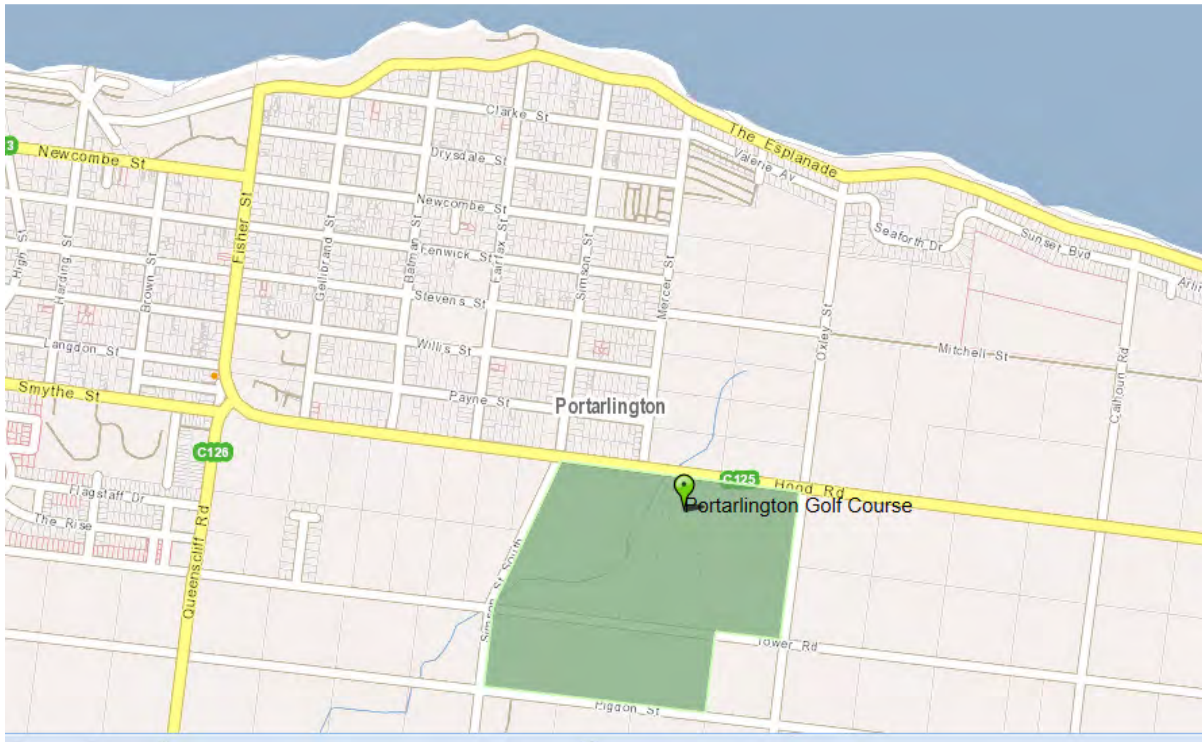 Clarke St
The Esplanade
3
Newcombe St
Drysdale St
Valerie Av
Newcombe St
Fisher St
Gellibrand St
Batman St
Fairfax St
Simson St
Mercer St
Seaforth Dr
Sunset Bvd
High St
Harding St
Brown St
Fenwick St
Stevens St
Oxley St
Calhoun Rd
Langdon St
Willis St
Mitchell St
Smythe St
Payne St
Portarlington
C126
C125
Hood Rd
Portarlington Golf Course
Flagstaff Dr
The Rise
Queenscliff Rd
Simson St South
Tower Rd
Piggon St